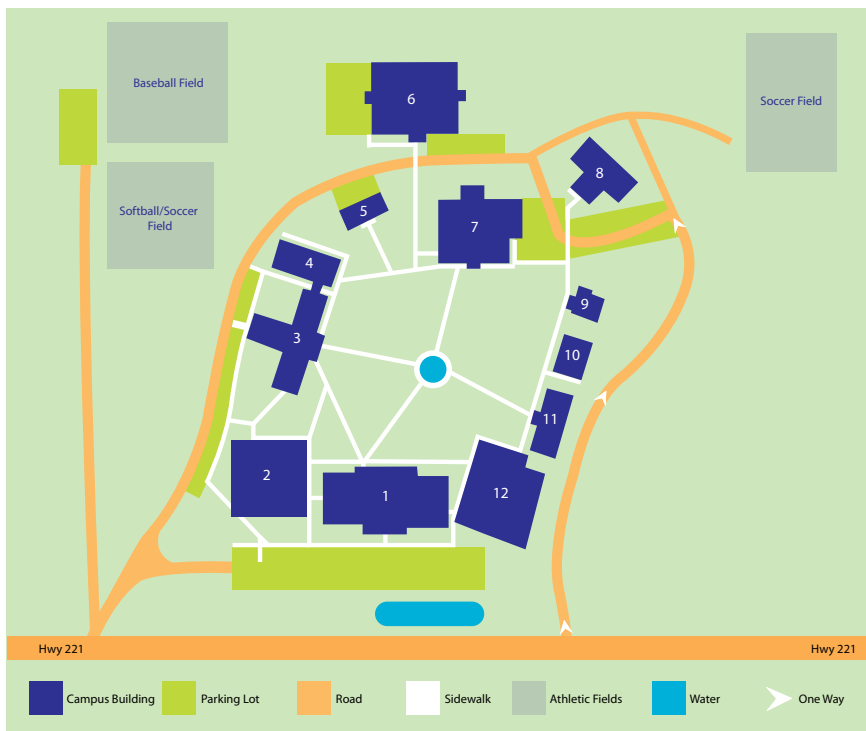 Baseball Field
Soccer Field
Softball/Soccer
Field
6
8
5
7
4
9
3
10
11
2
1
12
Hwy 221
Hwy 221
Campus Building
Parking Lot
Road
Sidewalk
Athletic Fields
Water
One Way